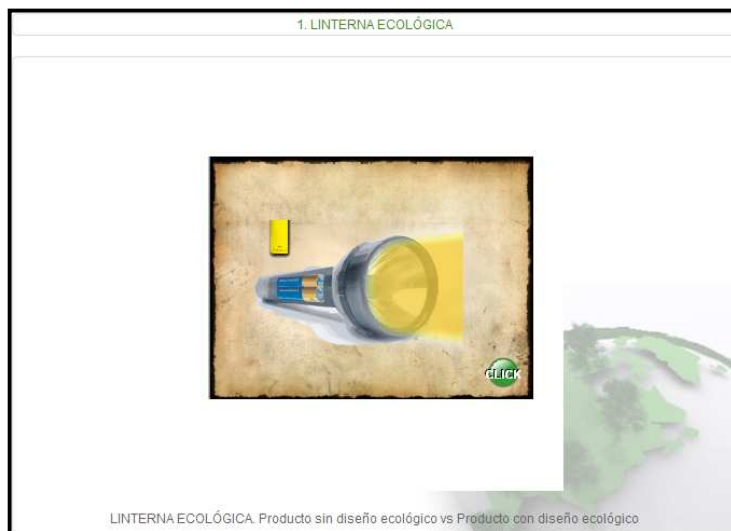 1. LINTERNA ECOLÓGICA
CLICK
LINTERNA ECOLÓGICA. Producto sin diseño ecológico vs Producto con diseño ecológico